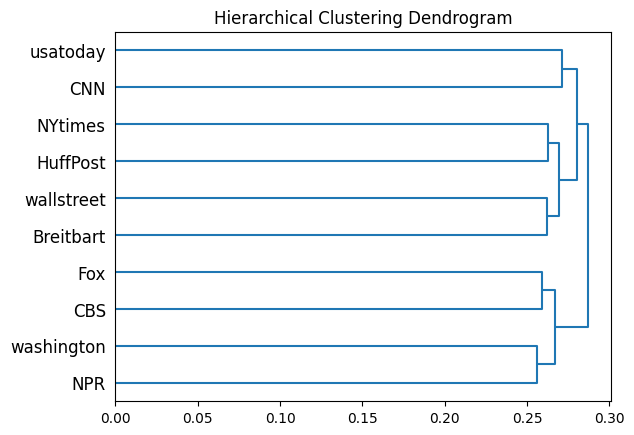 Hierarchical Clustering Dendrogram
usatoday
CNN
NYtimes
HuffPost
wallstreet
Breitbart
Fox
CBS
washington
NPR
0.00 0.05 0.10 0.15 0.20 0.25 0.30